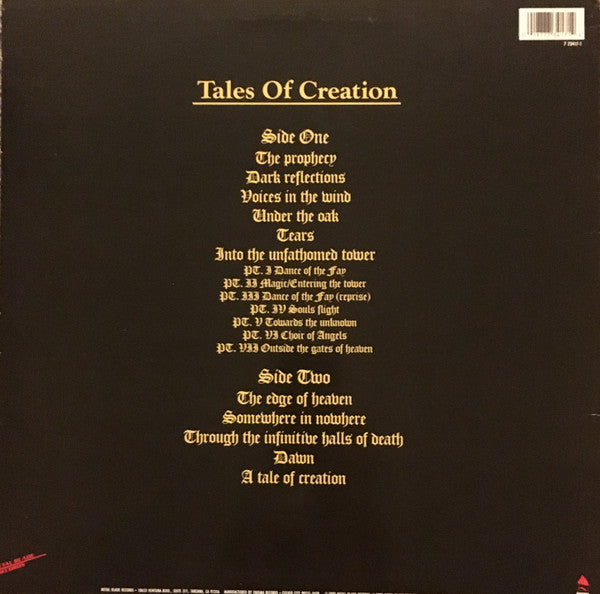 7 73417-1
Tales Of Creation
Side One
The prophecy
Dark reflections
Voices in the wind
Under the oak
Tears
Into the unfathomed tower
PT. I Dance of the Fay
PT. II Magic/Entering the tower
PT. III Dance of the Fay (reprise)
PT. IV Souls flight
PT. V Towards the unknown
PT. VI Choir of Angels
PT. VII Outside the gates of heaven
Side Two
The edge of heaven
Somewhere in nowhere
Through the infinitive halls of death
Dawn
A tale of creation